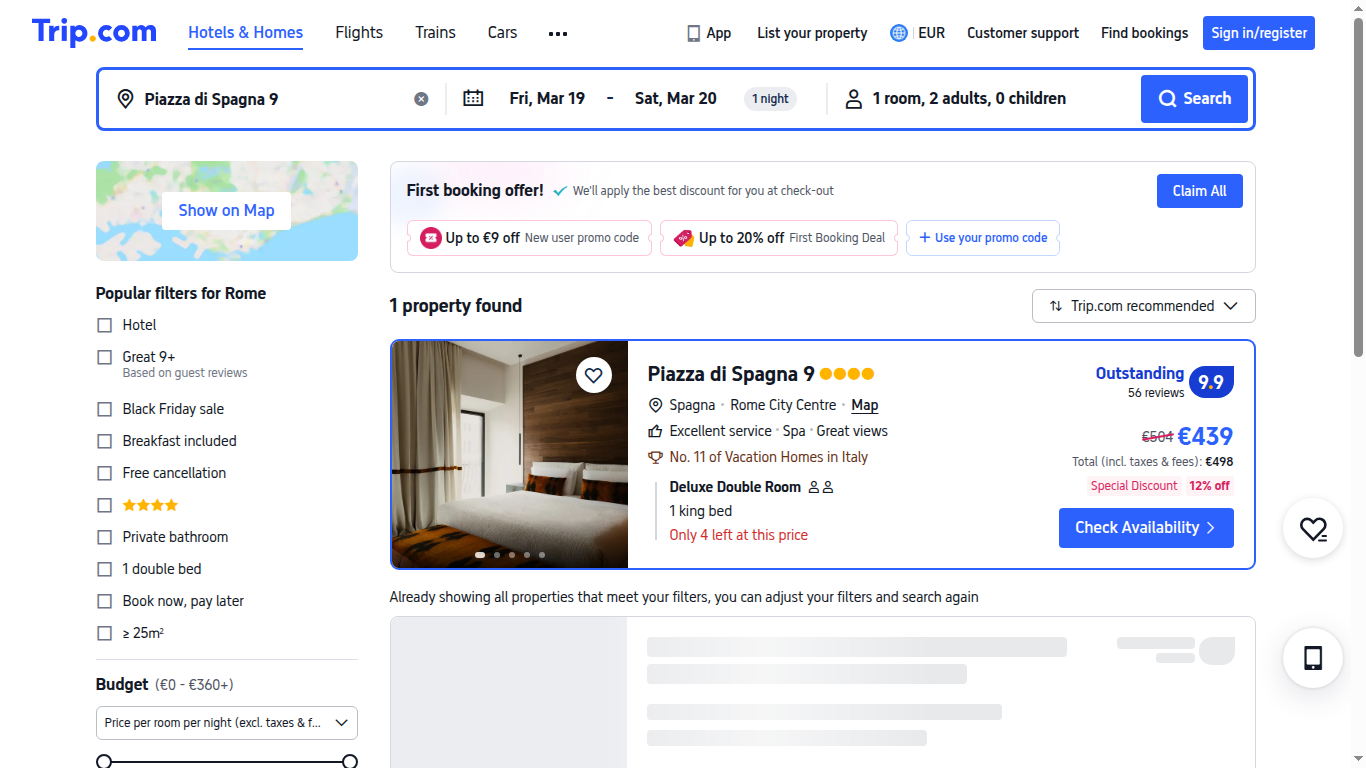 Trip.com
Hotels & Homes
Flights
Trains
Cars
App
List your property
EUR
Customer support
Find bookings
Sign in/register
Piazza di Spagna 9
Fri, Mar 19 - Sat, Mar 20
1 night
1 room, 2 adults, 0 children
Search
Show on Map
First booking offer!
We'll apply the best discount for you at check-out
Claim All
Up to €9 off New user promo code
Up to 20% off First Booking Deal
+ Use your promo code
Popular filters for Rome
Hotel
Great 9+
Based on guest reviews
Black Friday sale
Breakfast included
Free cancellation
Private bathroom
1 double bed
Book now, pay later
≥ 25m²
Budget (€0 - €360+)
Price per room per night (excl. taxes & f...
1 property found
Trip.com recommended
Piazza di Spagna 9
Spagna · Rome City Centre · Map
Excellent service · Spa · Great views
No. 11 of Vacation Homes in Italy
Deluxe Double Room
1 king bed
Only 4 left at this price
Outstanding
56 reviews
9.9
€504 €439
Total (incl. taxes & fees): €498
Special Discount 12% off
Check Availability
Already showing all properties that meet your filters, you can adjust your filters and search again